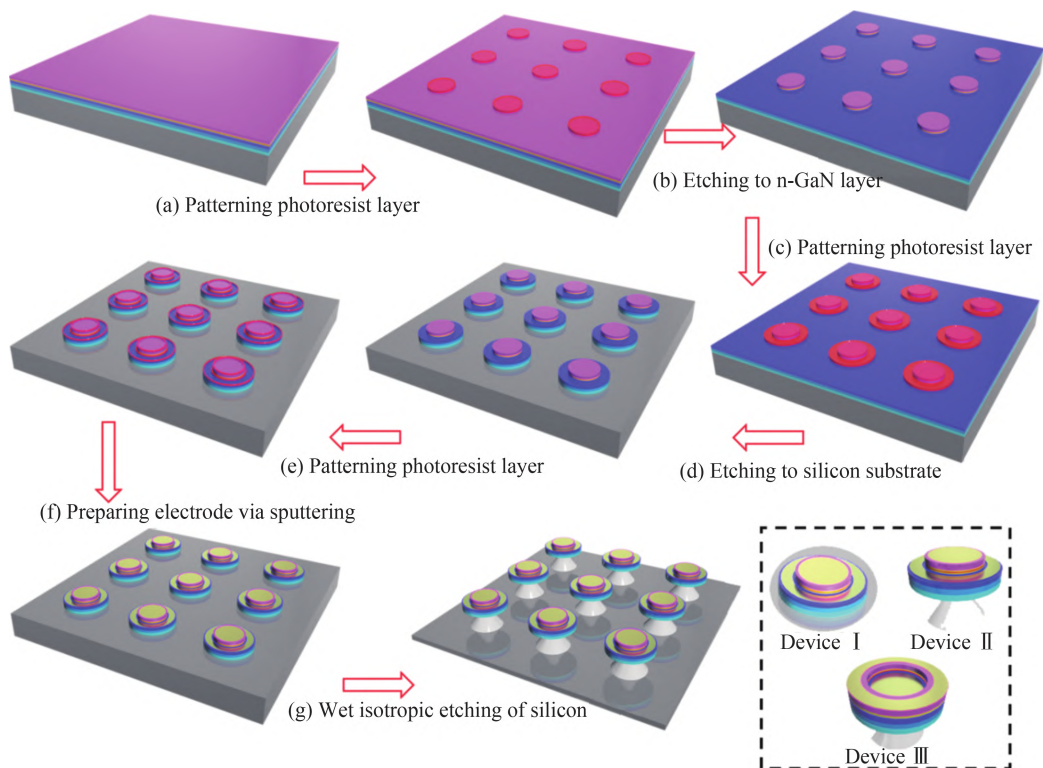 (a) Patterning photoresist layer
(b) Etching to n-GaN layer
(c) Patterning photoresist layer
(d) Etching to silicon substrate
(e) Patterning photoresist layer
(f) Preparing electrode via sputtering
(g) Wet isotropic etching of silicon
Device Ⅰ
Device Ⅱ
Device Ⅲ